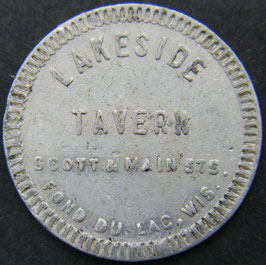 LAKESIDE
TAVERN
SCOTT & MAIN STS.
FOND DU LAC, WIS.